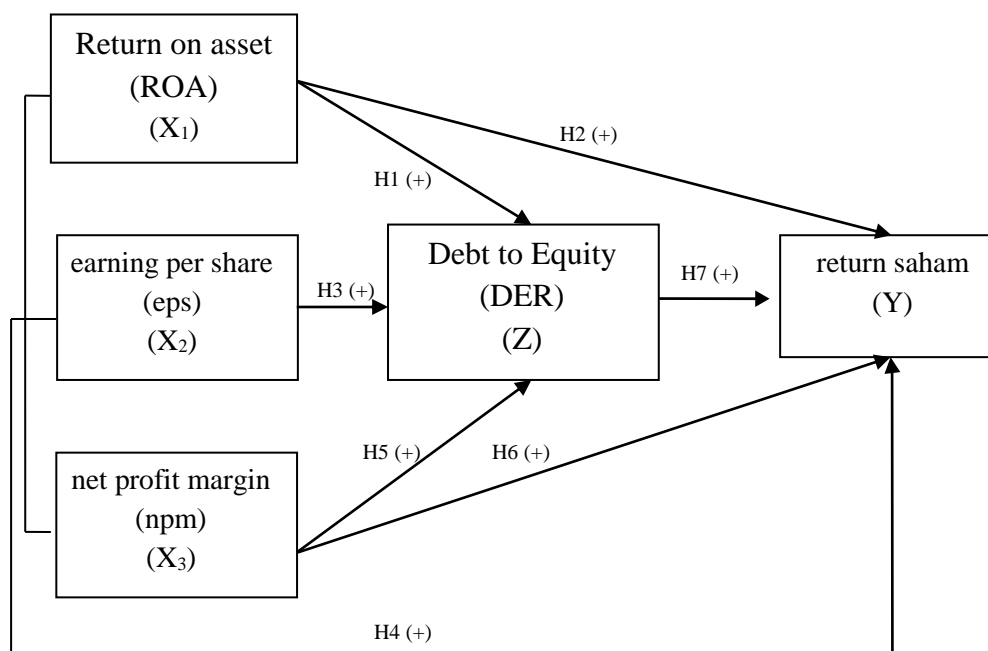 Return on asset
(ROA)
(X₁)
H2 (+)
H1 (+)
earning per share
(eps)
(X₂)
H3 (+)
Debt to Equity
(DER)
(Z)
H7 (+)
return saham
(Y)
net profit margin
(npm)
(X₃)
H5 (+)
H6 (+)
H4 (+)